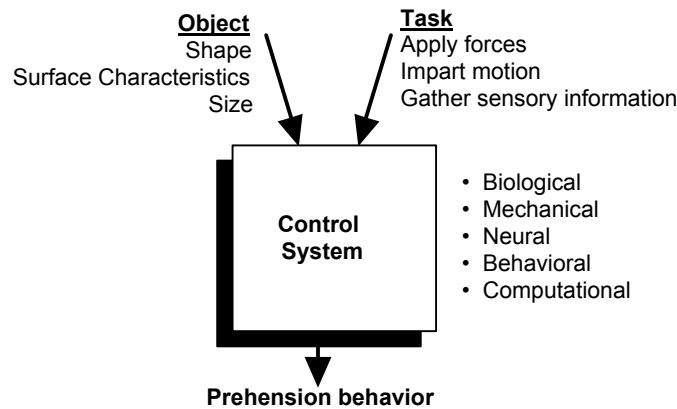 Object
Shape
Surface Characteristics
Size
Task
Apply forces
Impart motion
Gather sensory information
Control
System
• Biological
• Mechanical
• Neural
• Behavioral
• Computational
Prehension behavior